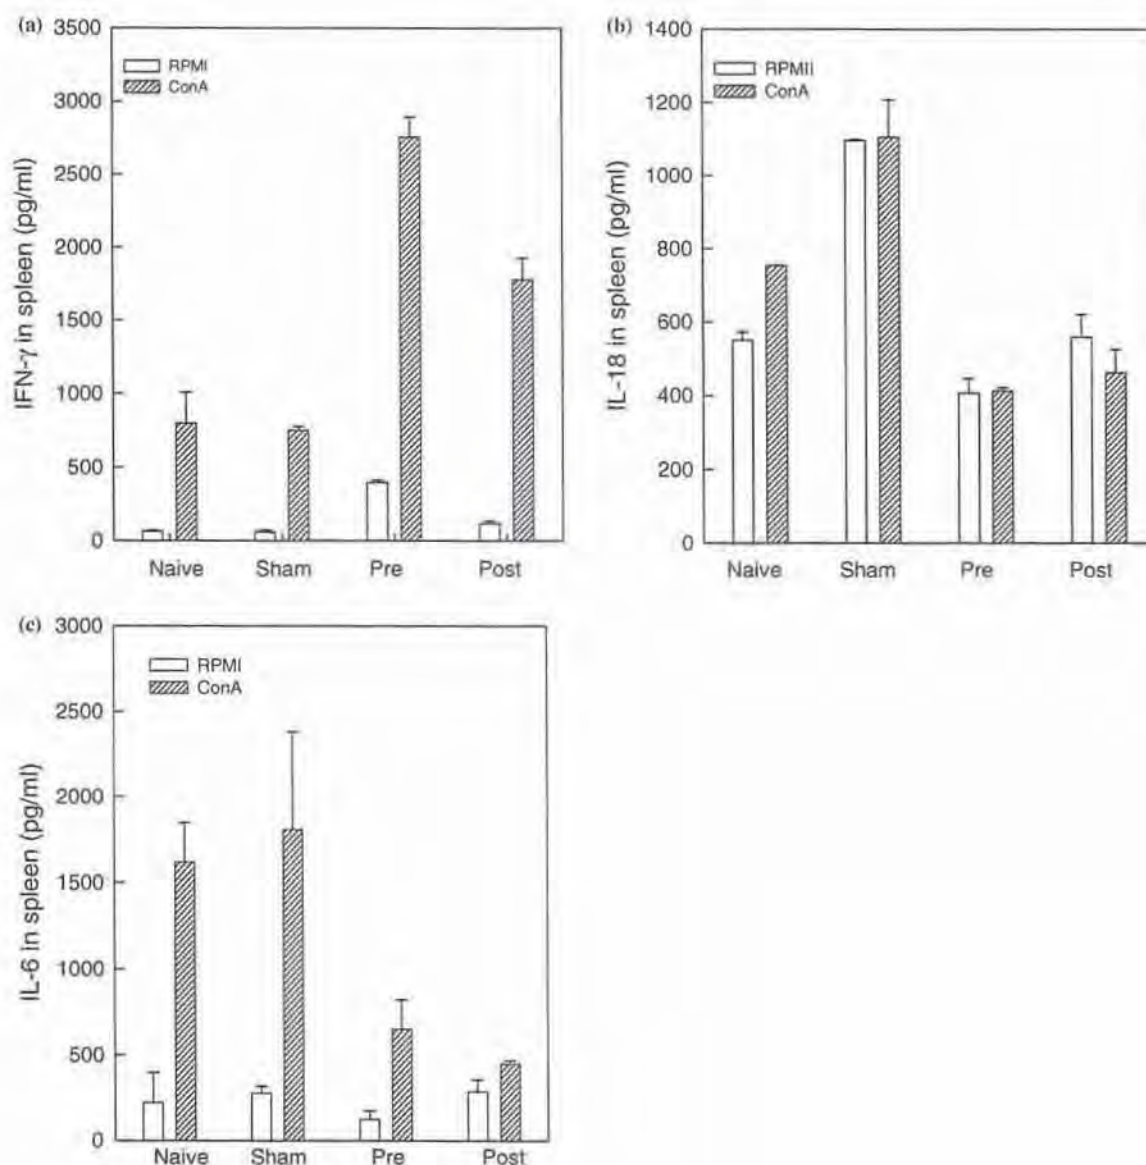 (a)
3500
3000
2500
2000
1500
1000
500
0
IFN-γ in spleen (pg/ml)
RPMI
ConA
Naive Sham Pre Post
(b)
1400
1200
1000
800
600
400
200
0
IL-18 in spleen (pg/ml)
RPMII
ConA
Naive Sham Pre Post
(c)
3000
2500
2000
1500
1000
500
0
IL-6 in spleen (pg/ml)
RPMI
ConA
Naive Sham Pre Post